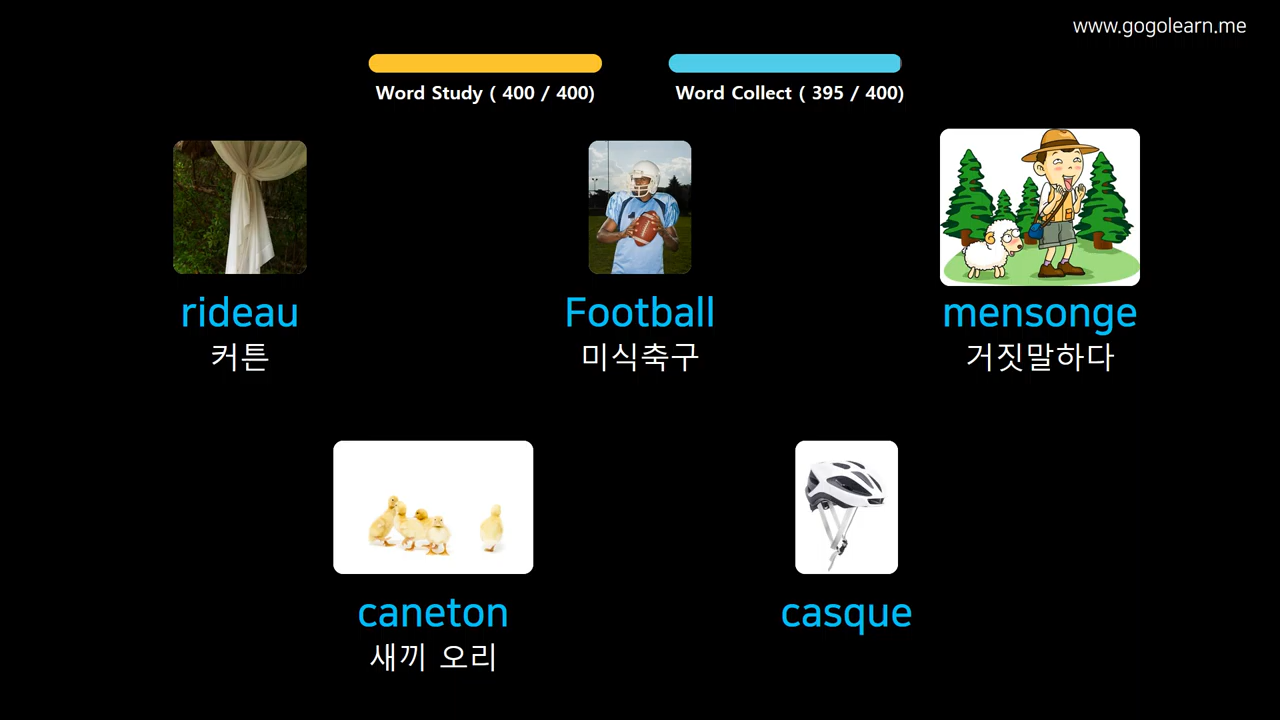 www.gogolearn.me
Word Study ( 400 / 400)
Word Collect ( 395 / 400)
rideau
커튼
Football
미식축구
mensonge
거짓말하다
caneton
새끼 오리
casque